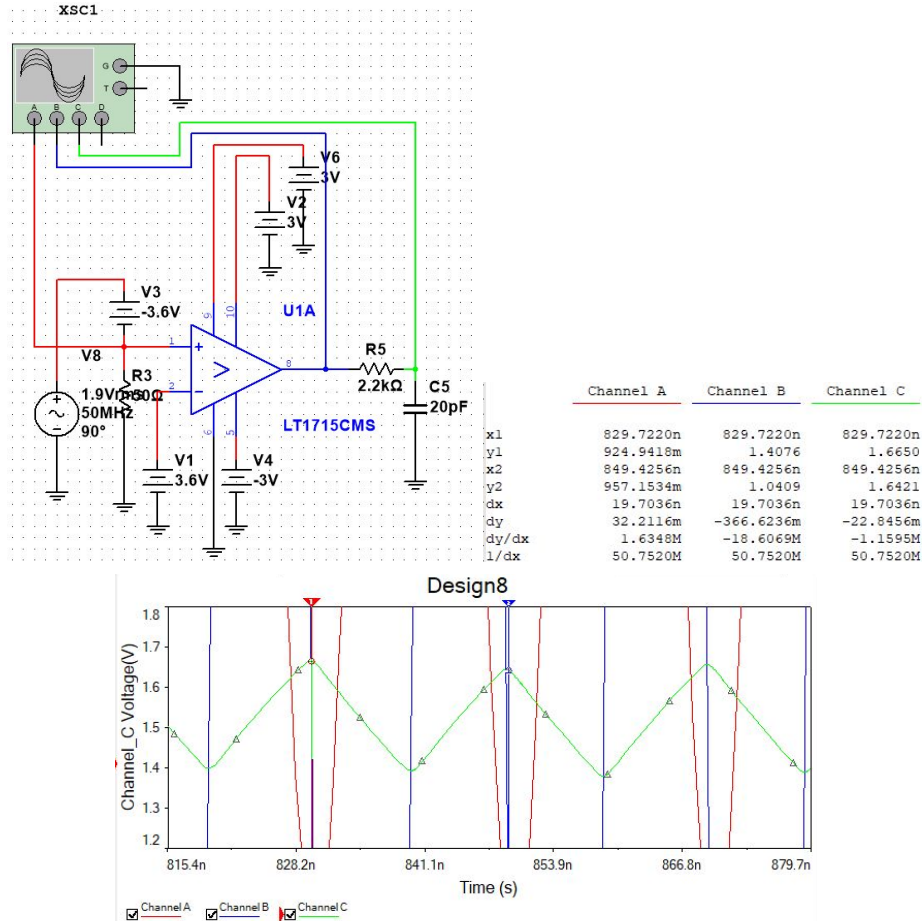 XSC1
G
T
A B C D
V6
3V
V2
3V
V3
-3.6V
9
10
U1A
V8
1
8
R5
2.2kΩ
R3
50Ω
1.9Vrms
50MHz
90°
2
C5
20pF
LT1715CMS
6
5
V1
3.6V
V4
-3V
Channel A Channel B Channel C
x1 829.7220n 829.7220n 829.7220n
y1 924.9418m 1.4076 1.6650
x2 849.4256n 849.4256n 849.4256n
y2 957.1534m 1.0409 1.6421
dx 19.7036n 19.7036n 19.7036n
dy 32.2116m -366.6236m -22.8456m
dy/dx 1.6348M -18.6069M -1.1595M
1/dx 50.7520M 50.7520M 50.7520M
Design8
Channel_C Voltage(V)
1.8
1.7
1.6
1.5
1.4
1.3
1.2
815.4n 828.2n 841.1n 853.9n 866.8n 879.7n
Time (s)
Channel A Channel B Channel C